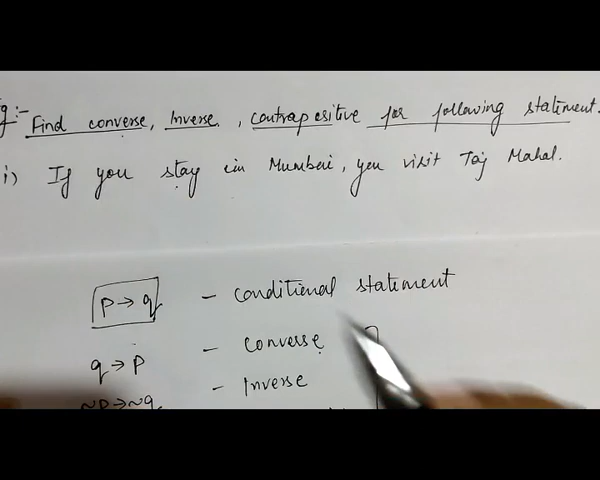 g:- Find converse, Inverse, contrapositive for following statement.
i) If you stay in Mumbai, you visit Taj Mahal.
p → q - conditional statement
q → p - Converse
~p → ~q - Inverse